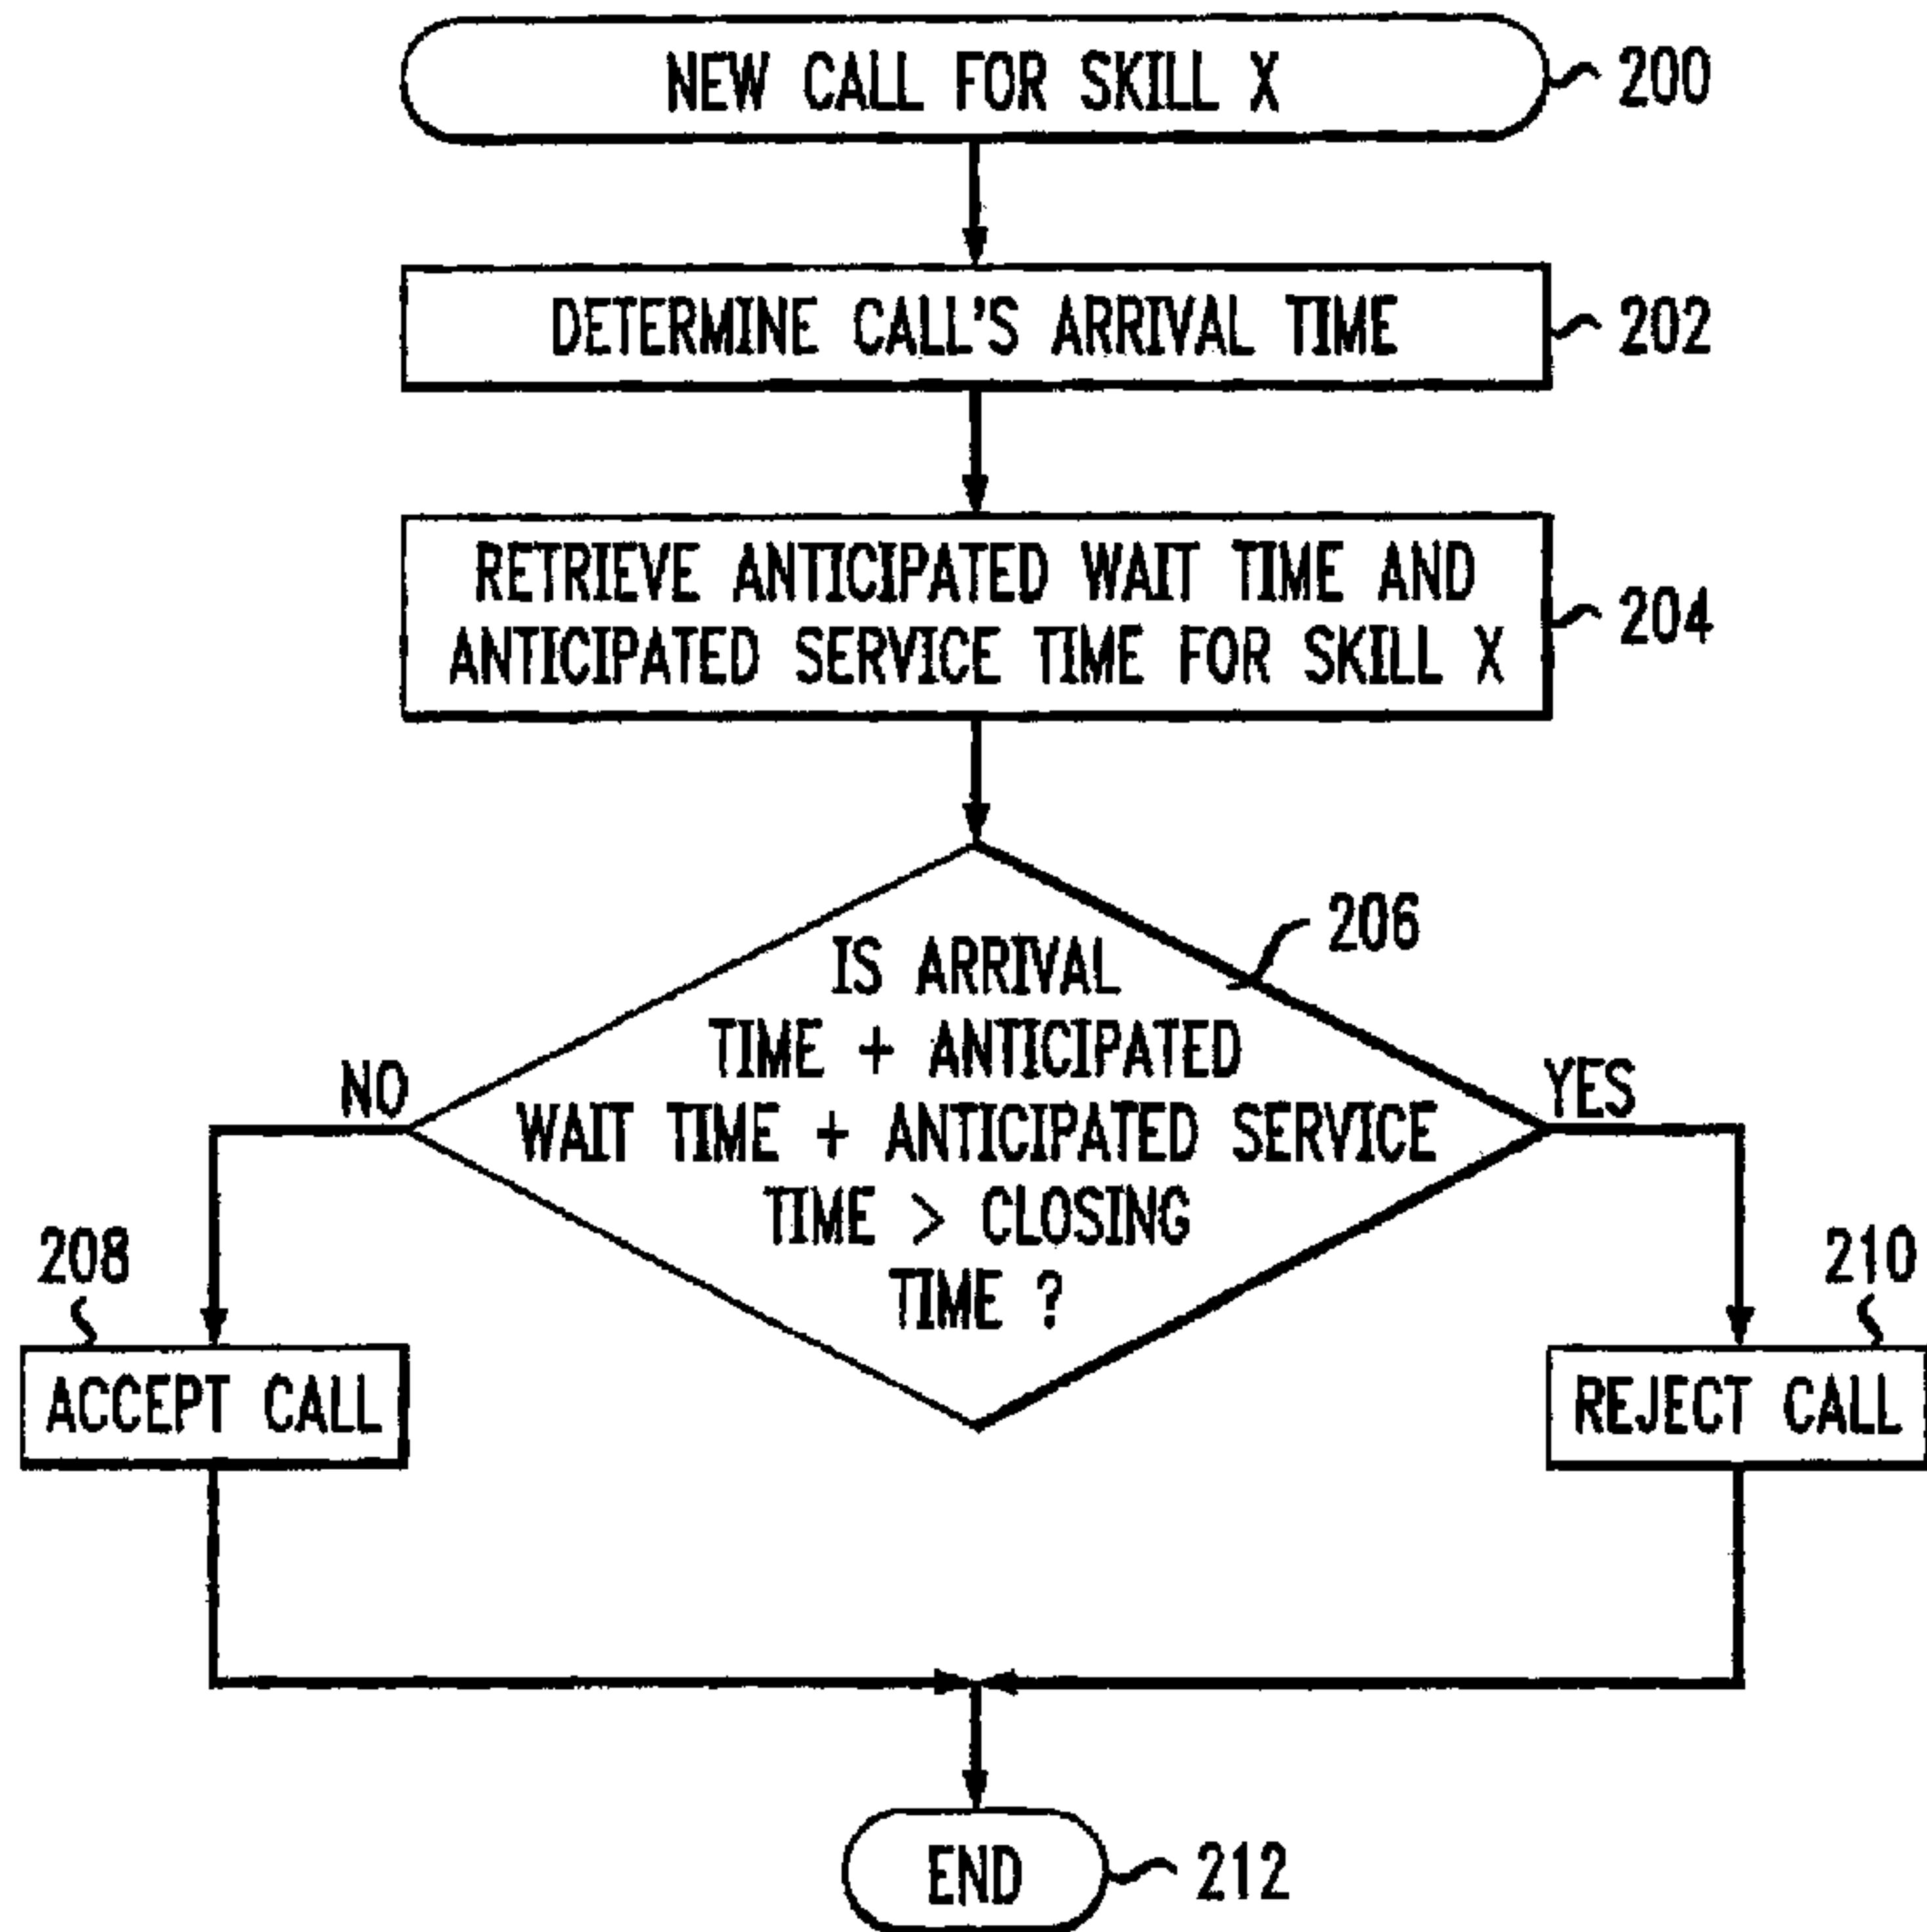 NEW CALL FOR SKILL X
200
DETERMINE CALL'S ARRIVAL TIME
202
RETRIEVE ANTICIPATED WAIT TIME AND
ANTICIPATED SERVICE TIME FOR SKILL X
204
206
IS ARRIVAL
TIME + ANTICIPATED
WAIT TIME + ANTICIPATED SERVICE
TIME > CLOSING
TIME ?
NO
YES
208
ACCEPT CALL
210
REJECT CALL
END
212